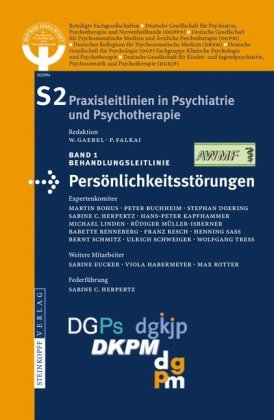 Beteiligte Fachgesellschaften • Deutsche Gesellschaft für Psychiatrie,
Psychotherapie und Nervenheilkunde (DGPPN) • Deutsche Gesellschaft
für Psychosomatische Medizin und Ärztliche Psychotherapie (DGPM)
• Deutsches Kollegium für Psychosomatische Medizin (DKPM) • Deutsche
Gesellschaft für Psychologie (DGP) Fachgruppe Klinische Psychologie
und Psychotherapie • Deutsche Gesellschaft für Kinder- und Jugendpsychiatrie,
Psychosomatik und Psychotherapie (DGKJP)
DGPPN
S2 Praxisleitlinien in Psychiatrie
und Psychotherapie
Redaktion
W. GAEBEL · P. FALKAI
BAND 1
BEHANDLUNGSLEITLINIE
AWMF
Persönlichkeitsstörungen
Expertenkomitee
MARTIN BOHUS · PETER BUCHHEIM · STEPHAN DOERING
SABINE C. HERPERTZ · HANS-PETER KAPFHAMMER
MICHAEL LINDEN · RÜDIGER MÜLLER-ISBERNER
BABETTE RENNEBERG · FRANZ RESCH · HENNING SASS
BERNT SCHMITZ · ULRICH SCHWEIGER · WOLFGANG TRESS
Weitere Mitarbeiter
SABINE EUCKER · VIOLA HABERMEYER · MAX ROTTER
Federführung
SABINE C. HERPERTZ
DGPs dgkjp
DKPM
dg
pm
STEINKOPFF VERLAG